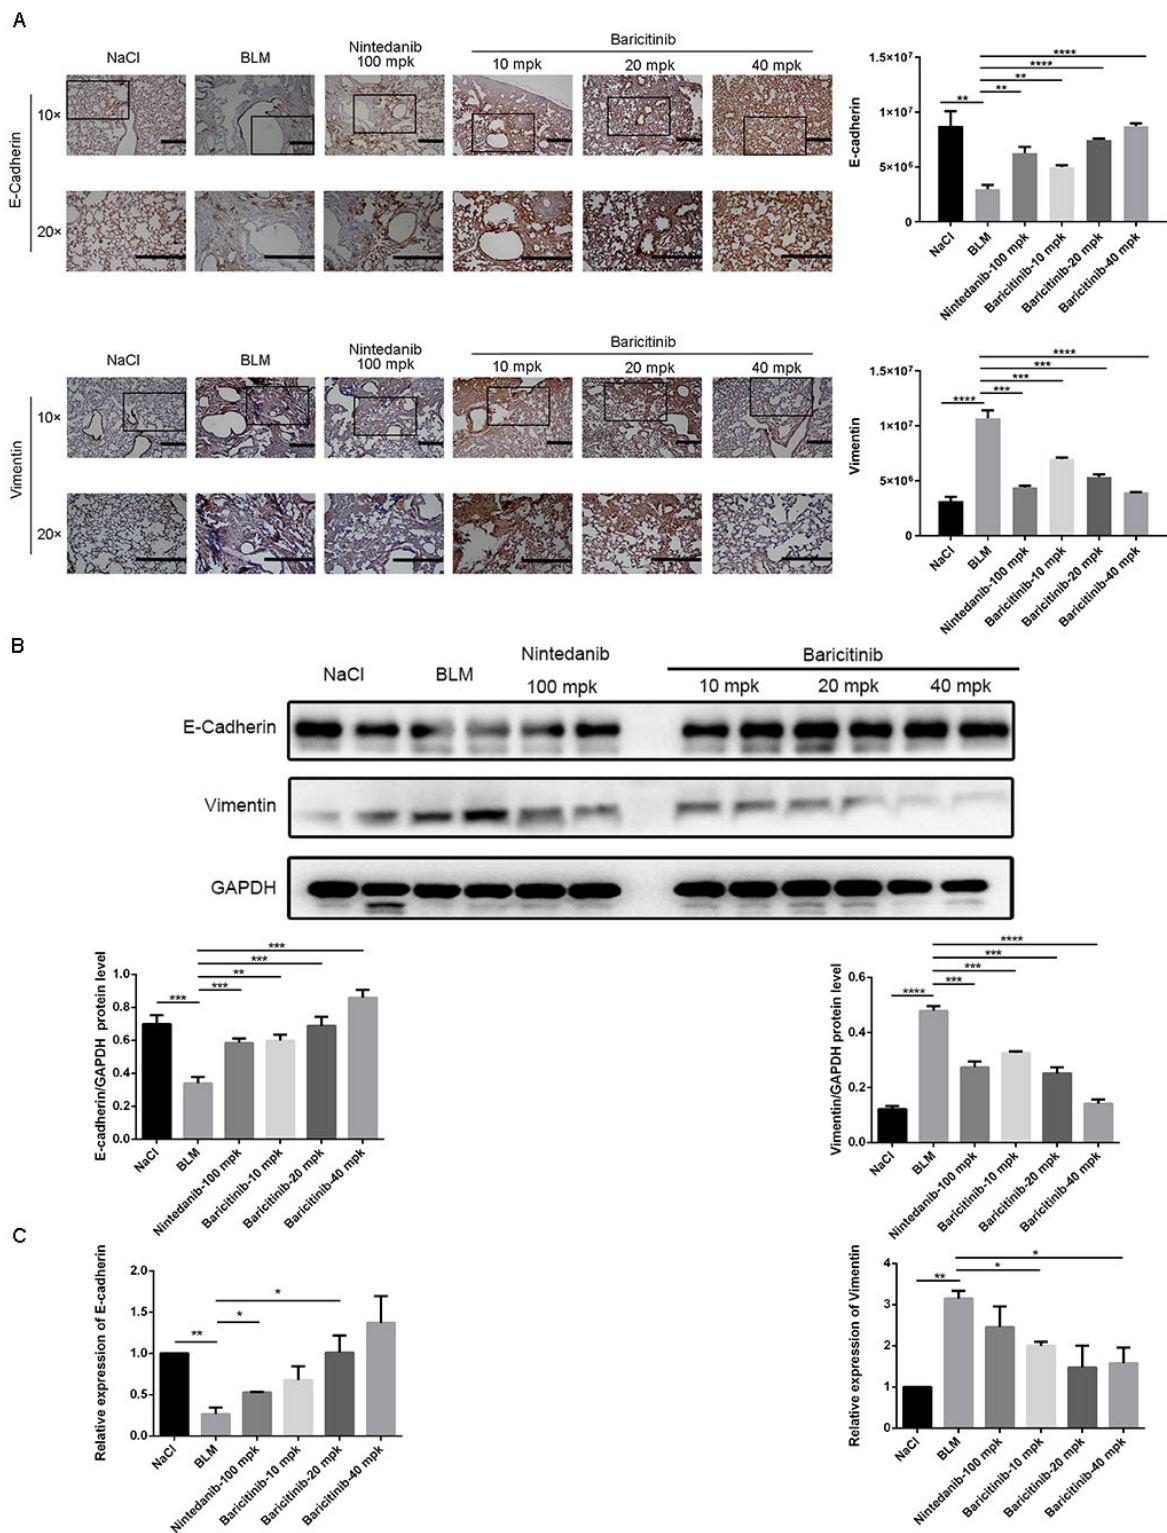 A
NaCl
BLM
Nintedanib
100 mpk
Baricitinib
10 mpk
20 mpk
40 mpk
E-Cadherin
10×
20×
1.5×10⁷
1×10⁷
5×10⁶
0
E-cadherin
**
**
**
****
****
NaCl
BLM
Nintedanib-100 mpk
Baricitinib-10 mpk
Baricitinib-20 mpk
Baricitinib-40 mpk
NaCl
BLM
Nintedanib
100 mpk
Baricitinib
10 mpk
20 mpk
40 mpk
Vimentin
10×
20×
1.5×10⁷
1×10⁷
5×10⁶
0
Vimentin
****
***
***
***
****
NaCl
BLM
Nintedanib-100 mpk
Baricitinib-10 mpk
Baricitinib-20 mpk
Baricitinib-40 mpk
B
NaCl
BLM
Nintedanib
100 mpk
Baricitinib
10 mpk
20 mpk
40 mpk
E-Cadherin
Vimentin
GAPDH
E-cadherin/GAPDH protein level
1.0
0.8
0.6
0.4
0.2
0.0
***
***
**
***
***
NaCl
BLM
Nintedanib-100 mpk
Baricitinib-10 mpk
Baricitinib-20 mpk
Baricitinib-40 mpk
Vimentin/GAPDH protein level
0.6
0.4
0.2
0.0
****
***
***
***
****
NaCl
BLM
Nintedanib-100 mpk
Baricitinib-10 mpk
Baricitinib-20 mpk
Baricitinib-40 mpk
C
Relative expression of E-cadherin
2.0
1.5
1.0
0.5
0.0
**
*
*
NaCl
BLM
Nintedanib-100 mpk
Baricitinib-10 mpk
Baricitinib-20 mpk
Baricitinib-40 mpk
Relative expression of Vimentin
4
3
2
1
0
**
*
*
NaCl
BLM
Nintedanib-100 mpk
Baricitinib-10 mpk
Baricitinib-20 mpk
Baricitinib-40 mpk